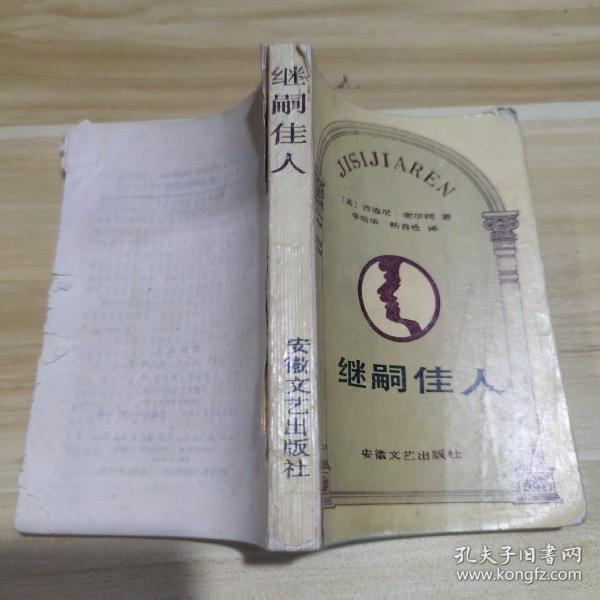 继嗣佳人
安徽文艺出版社
JISIJIAREN
〔美〕西德尼·谢尔顿 著
译
继嗣佳人
安徽文艺出版社
孔夫子旧书网
www.kongfz.com